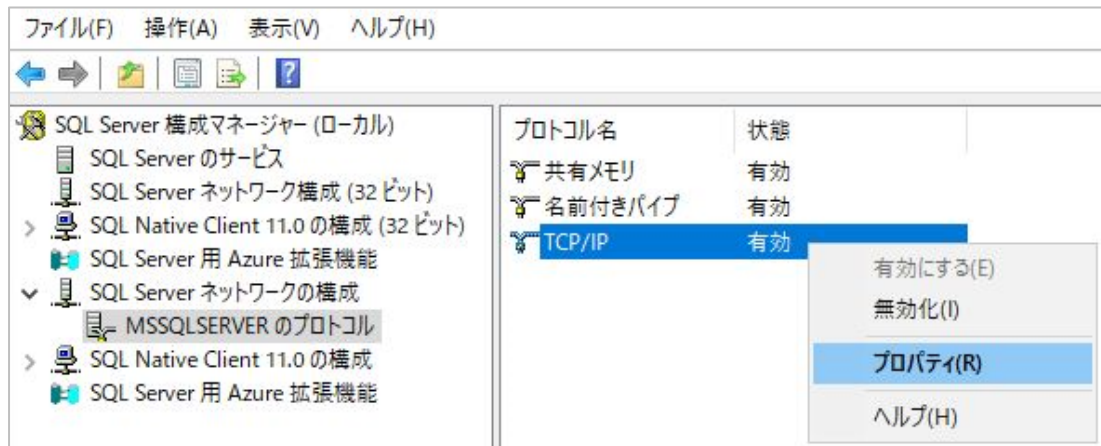 ファイル(F) 操作(A) 表示(V) ヘルプ(H)
SQL Server 構成マネージャー (ローカル)
SQL Server のサービス
SQL Server ネットワーク構成 (32 ビット)
SQL Native Client 11.0 の構成 (32 ビット)
SQL Server 用 Azure 拡張機能
SQL Server ネットワークの構成
MSSQLSERVER のプロトコル
SQL Native Client 11.0 の構成
SQL Server 用 Azure 拡張機能
プロトコル名 状態
共有メモリ 有効
名前付きパイプ 有効
TCP/IP 有効
有効にする(E)
無効化(I)
プロパティ(R)
ヘルプ(H)